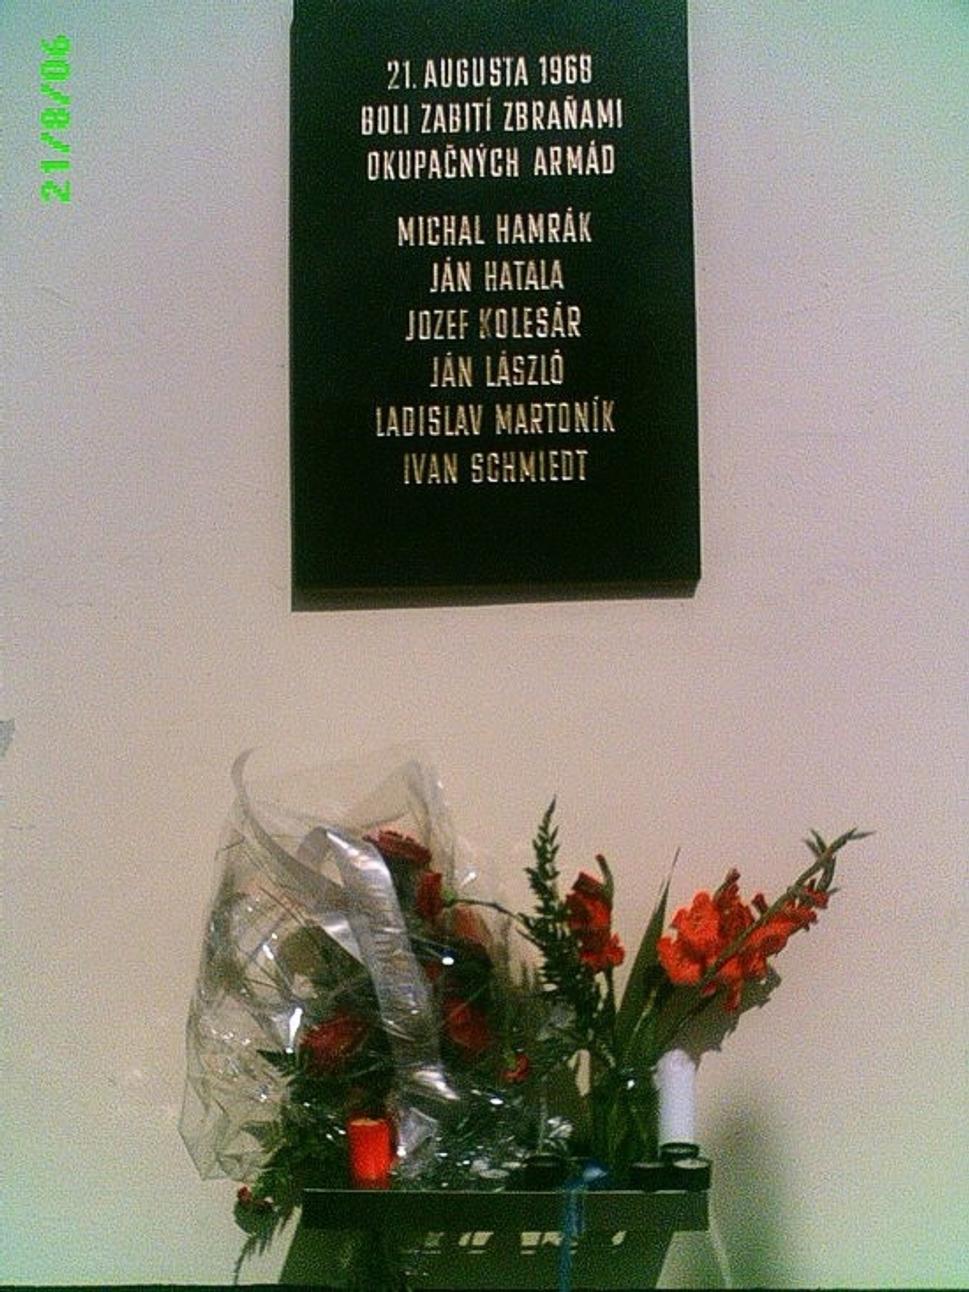 21/8/06
21. AUGUSTA 1968
BOLI ZABITÍ ZBRAŇAMI
OKUPAČNÝCH ARMÁD
MICHAL HAMRÁK
JÁN HATALA
JOZEF KOLESÁR
JÁN LÁSZLÓ
LADISLAV MARTONÍK
IVAN SCHMIEDT